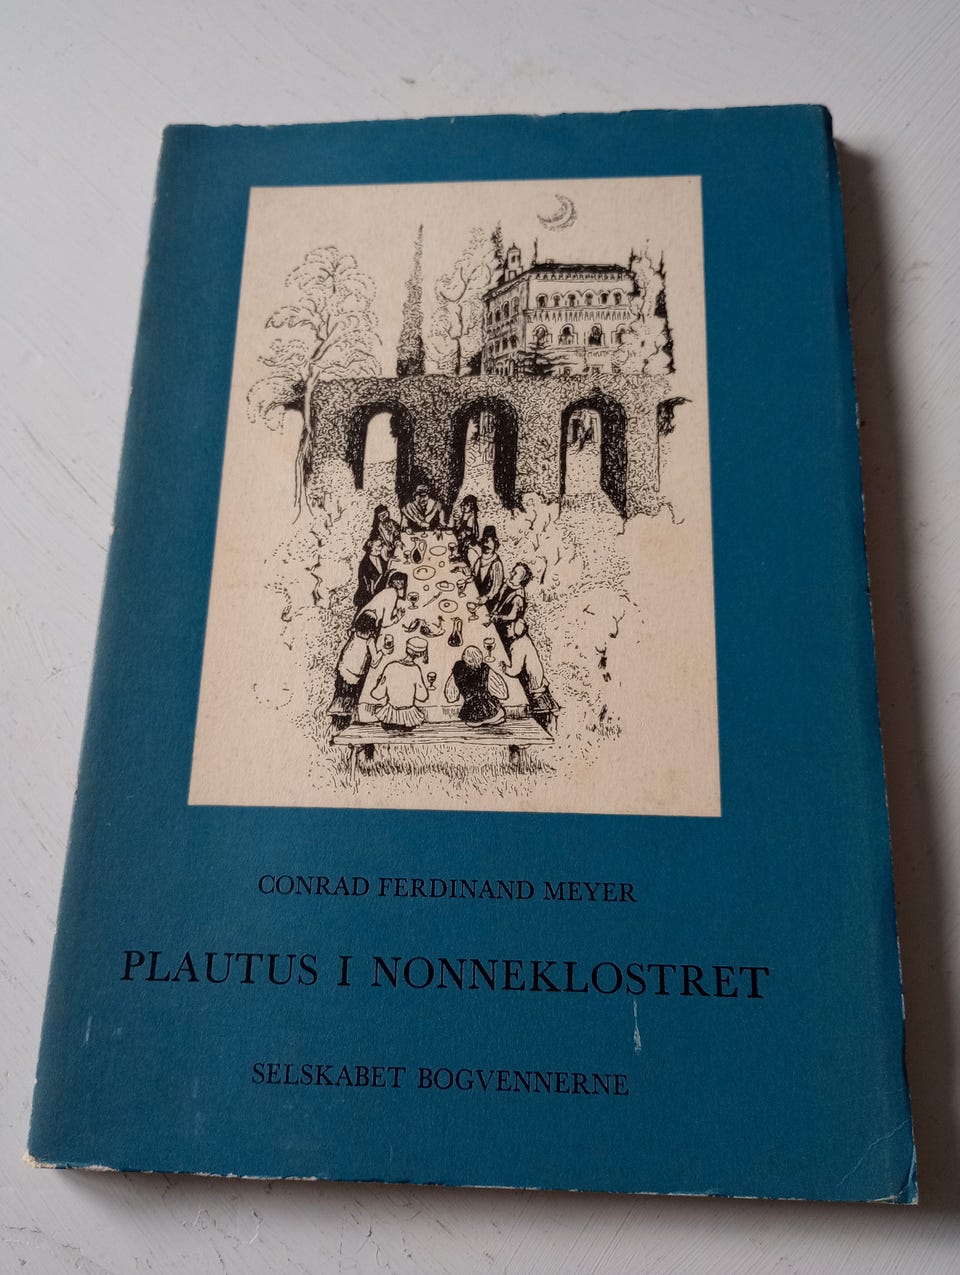 CONRAD FERDINAND MEYER
PLAUTUS I NONNEKLOSTRET
SELSKABET BOGVENNERNE